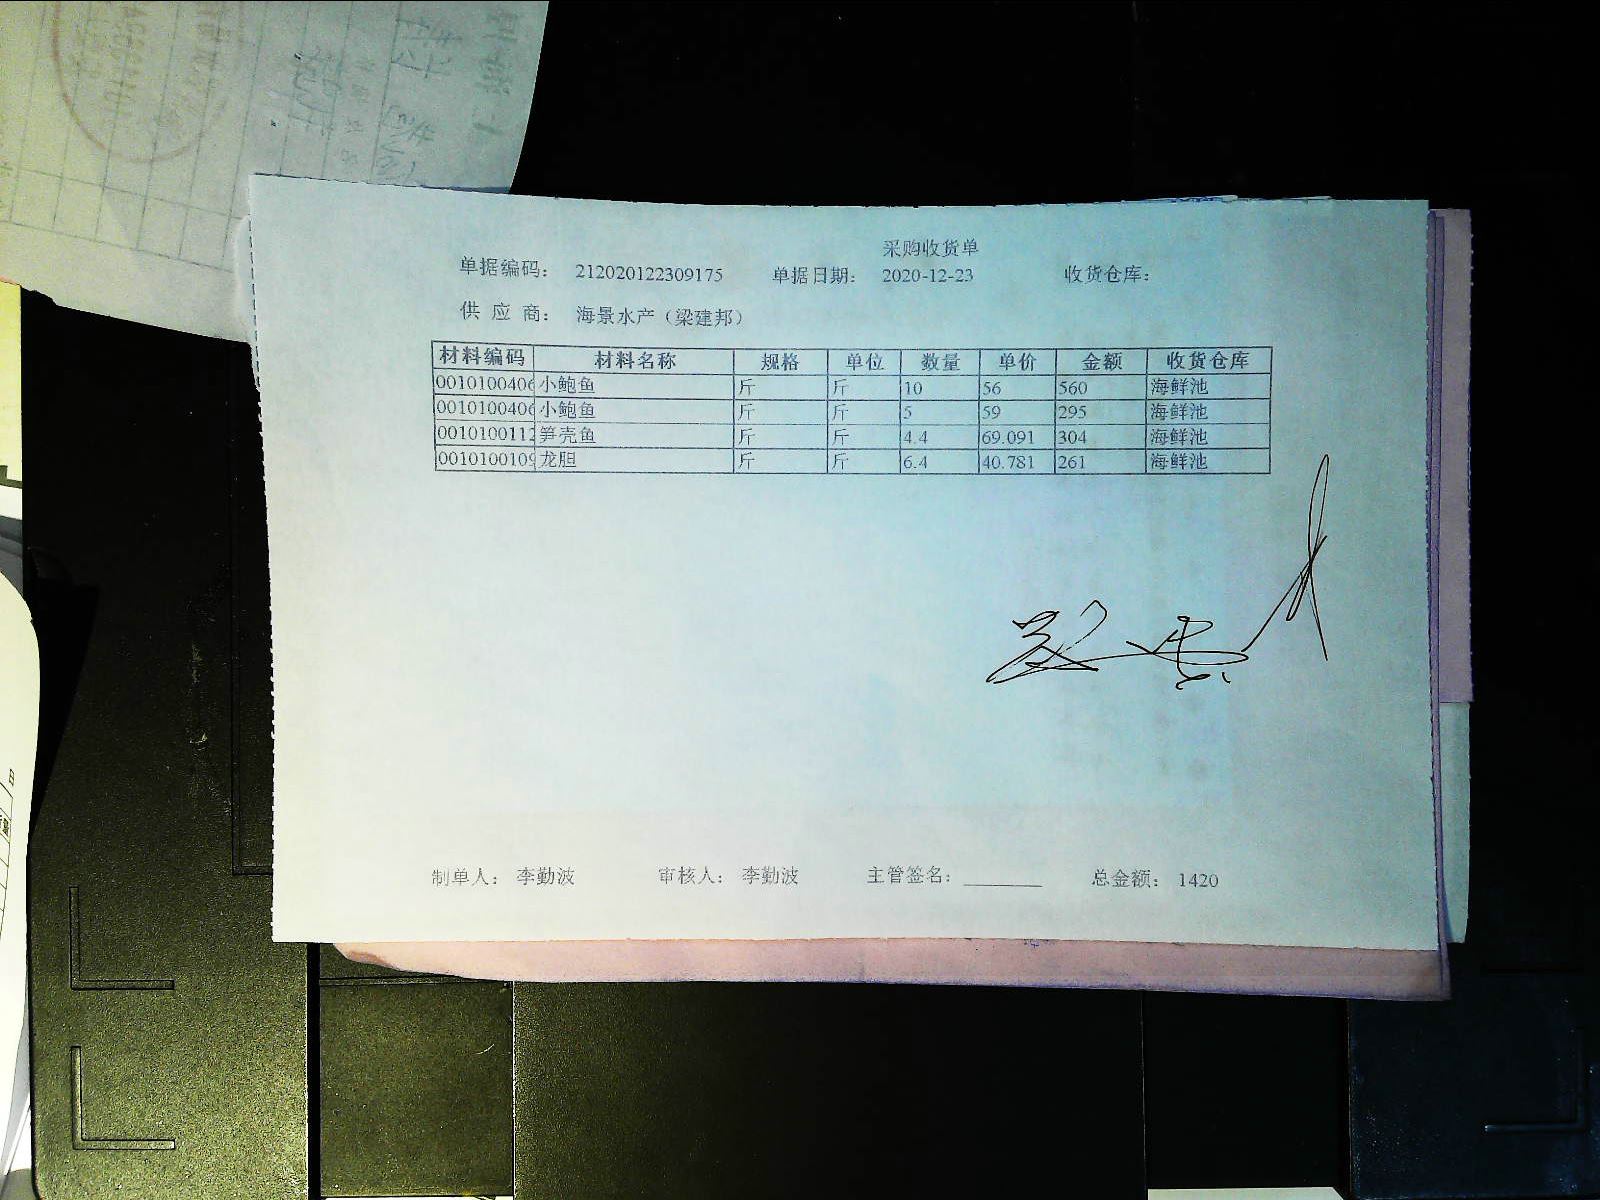 采购收货单
单据编码: 212020122309175 单据日期: 2020-12-23 收货仓库:
供 应 商: 海景水产（梁建邦）
材料编码 材料名称 规格 单位 数量 单价 金额 收货仓库
0010100406 小鲍鱼 斤 斤 10 56 560 海鲜池
0010100406 小鲍鱼 斤 斤 5 59 295 海鲜池
0010100112 笋壳鱼 斤 斤 4.4 69.091 304 海鲜池
0010100109 龙胆 斤 斤 6.4 40.781 261 海鲜池
制单人: 李勤波 审核人: 李勤波 主管签名: ________ 总金额: 1420